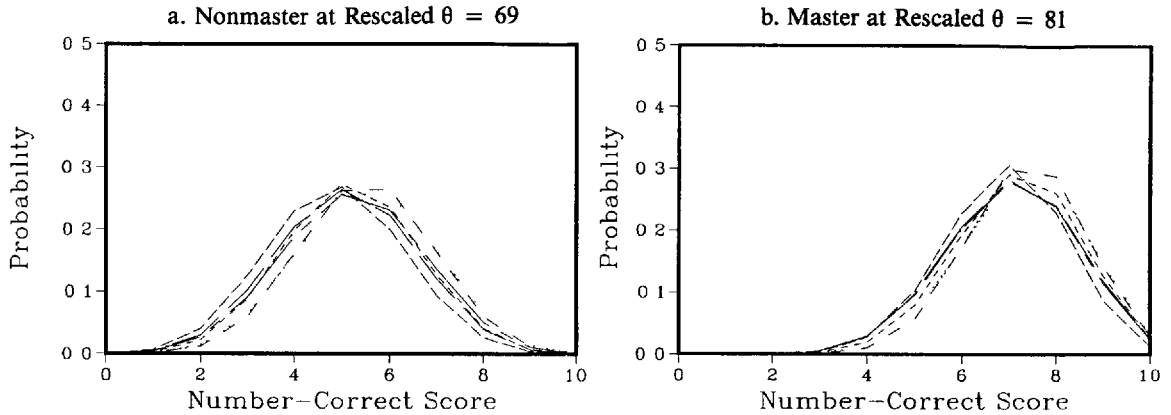 a. Nonmaster at Rescaled θ = 69
0 5
0 4
0 3
0 2
0 1
0 0
Probability
0 2 4 6 8 10
Number-Correct Score
b. Master at Rescaled θ = 81
0 5
0 4
0 3
0 2
0 1
0 0
Probability
0 2 4 6 8 10
Number-Correct Score